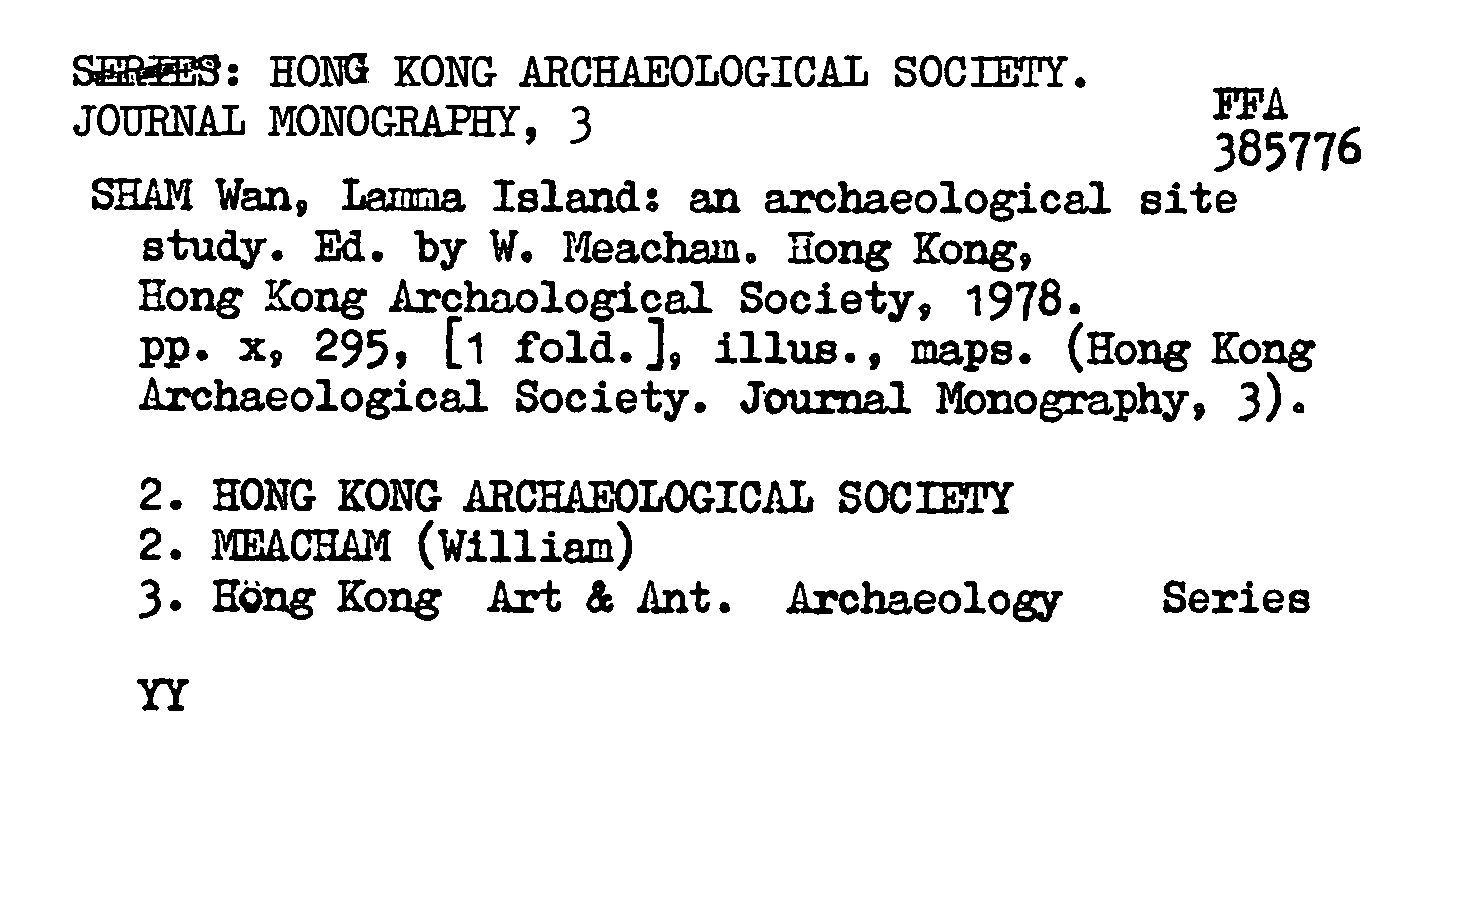 SERIES: HONG KONG ARCHAEOLOGICAL SOCIETY.
JOURNAL MONOGRAPHY, 3
FFA
385776
SHAM Wan, Lamma Island: an archaeological site
study. Ed. by W. Meacham. Hong Kong,
Hong Kong Archaological Society, 1978.
pp. x, 295, [1 fold.], illus., maps. (Hong Kong
Archaeological Society. Journal Monography, 3).
2. HONG KONG ARCHAEOLOGICAL SOCIETY
2. MEACHAM (William)
3. Höng Kong Art & Ant. Archaeology Series
YY